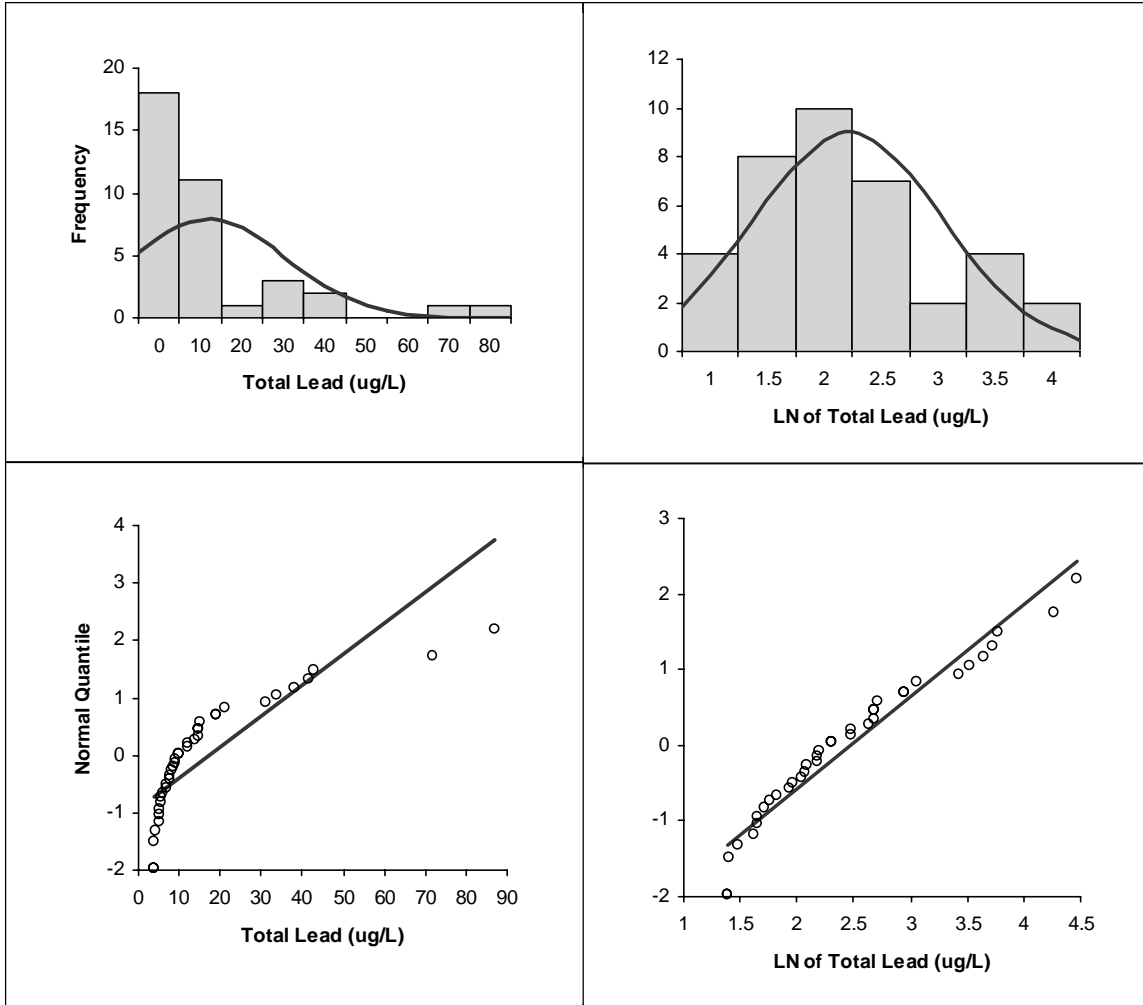 20
15
10
5
0
Frequency
0 10 20 30 40 50 60 70 80
Total Lead (ug/L)
12
10
8
6
4
2
0
1 1.5 2 2.5 3 3.5 4
LN of Total Lead (ug/L)
4
3
2
1
0
-1
-2
Normal Quantile
0 10 20 30 40 50 60 70 80 90
Total Lead (ug/L)
3
2
1
0
-1
-2
1 1.5 2 2.5 3 3.5 4 4.5
LN of Total Lead (ug/L)